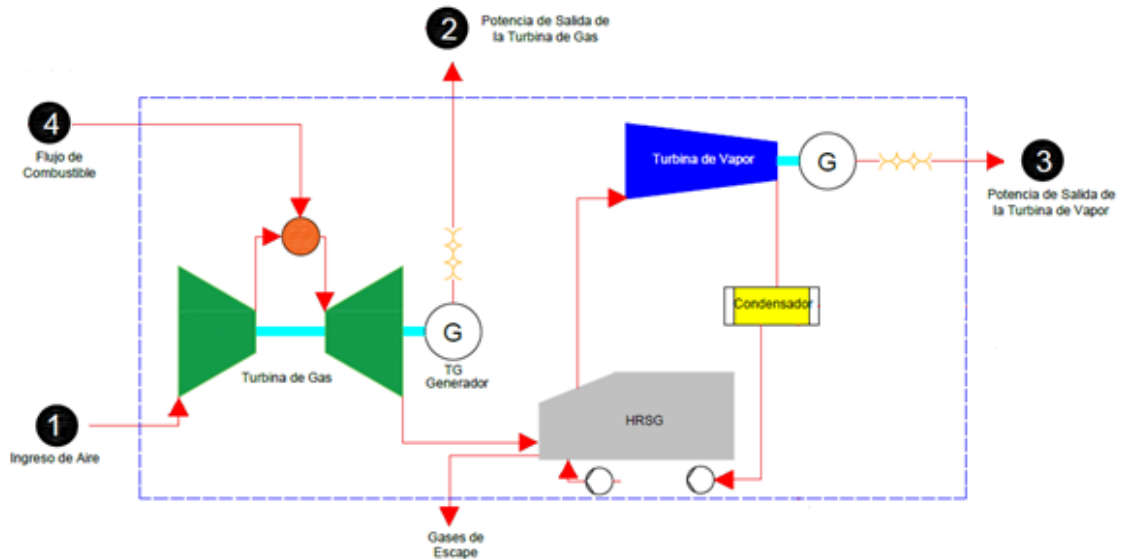 2
Potencia de Salida de
la Turbina de Gas
4
Flujo de
Combustible
Turbina de Vapor
G
3
Potencia de Salida de
la Turbina de Vapor
Condensador
G
TG
Generador
Turbina de Gas
HRSG
1
Ingreso de Aire
Gases de
Escape